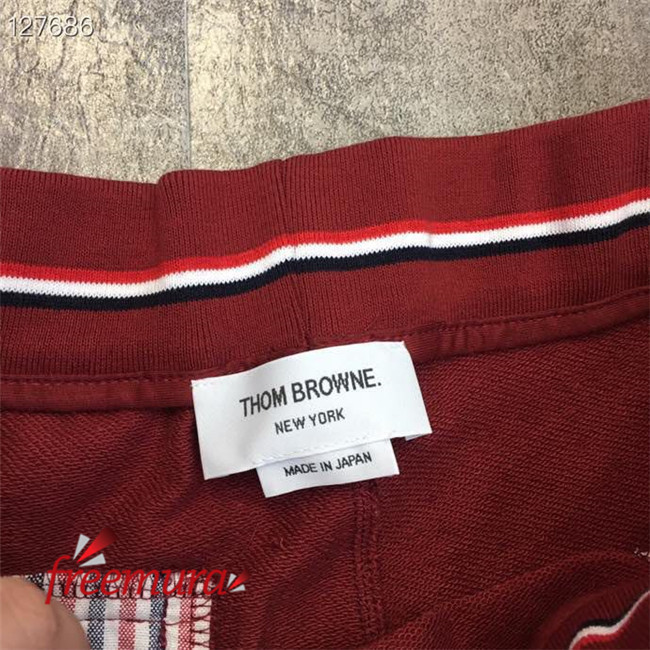 127686
THOM BROWNE.
NEW YORK
MADE IN JAPAN
freemura